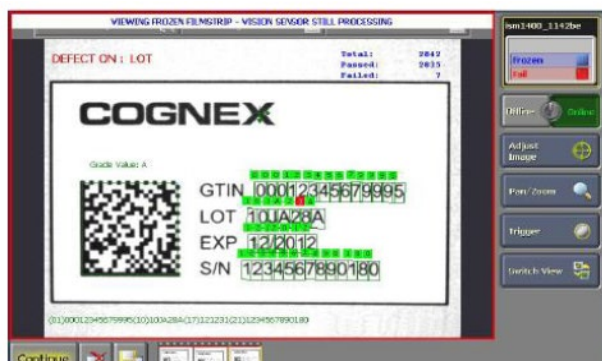 VIEWING FROZEN FILMSTRIP - VISION SENSOR STILL PROCESSING
ism1400_1142be
DEFECT ON : LOT
Total: 2842
Passed: 2835
Failed: 7
Frozen
Fail
COGNEX
Offline
Online
Grade Value: A
Adjust
Image
GTIN 00012345679995
LOT 10JA28A
EXP 12/2012
S/N 1234567890180
Pan/Zoom
Trigger
Switch View
(01)00012345679995(10)10JA28A(17)121231(21)1234567890180
Continue